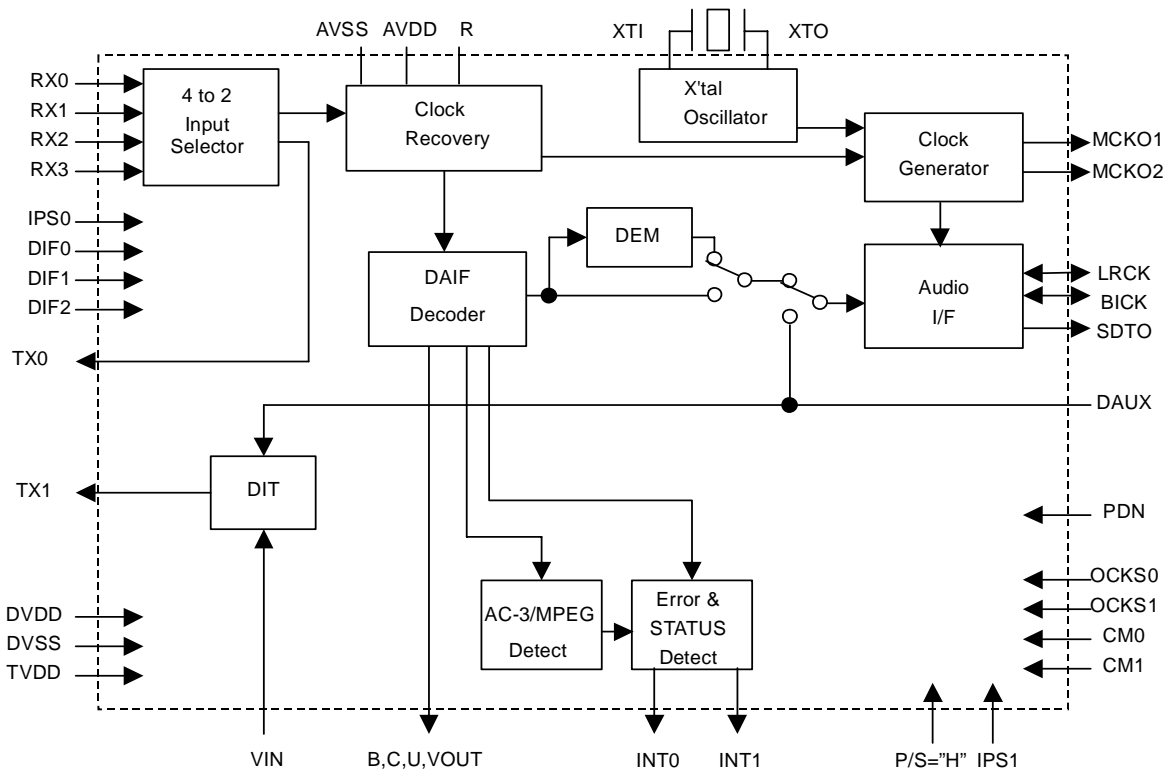 AVSS AVDD R XTI XTO
RX0
RX1
RX2
RX3
4 to 2
Input
Selector
Clock
Recovery
X'tal
Oscillator
Clock
Generator
MCKO1
MCKO2
IPS0
DIF0
DIF1
DIF2
DAIF
Decoder
DEM
Audio
I/F
LRCK
BICK
SDTO
TX0
DAUX
TX1
DIT
PDN
AC-3/MPEG
Detect
Error &
STATUS
Detect
OCKS0
OCKS1
CM0
CM1
DVDD
DVSS
TVDD
VIN B,C,U,VOUT INT0 INT1 P/S=”H” IPS1